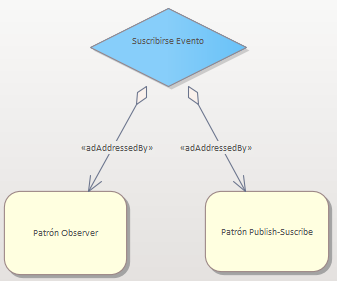 Suscribirse Evento
«adAddressedBy»
«adAddressedBy»
Patrón Observer
Patrón Publish-Suscribe